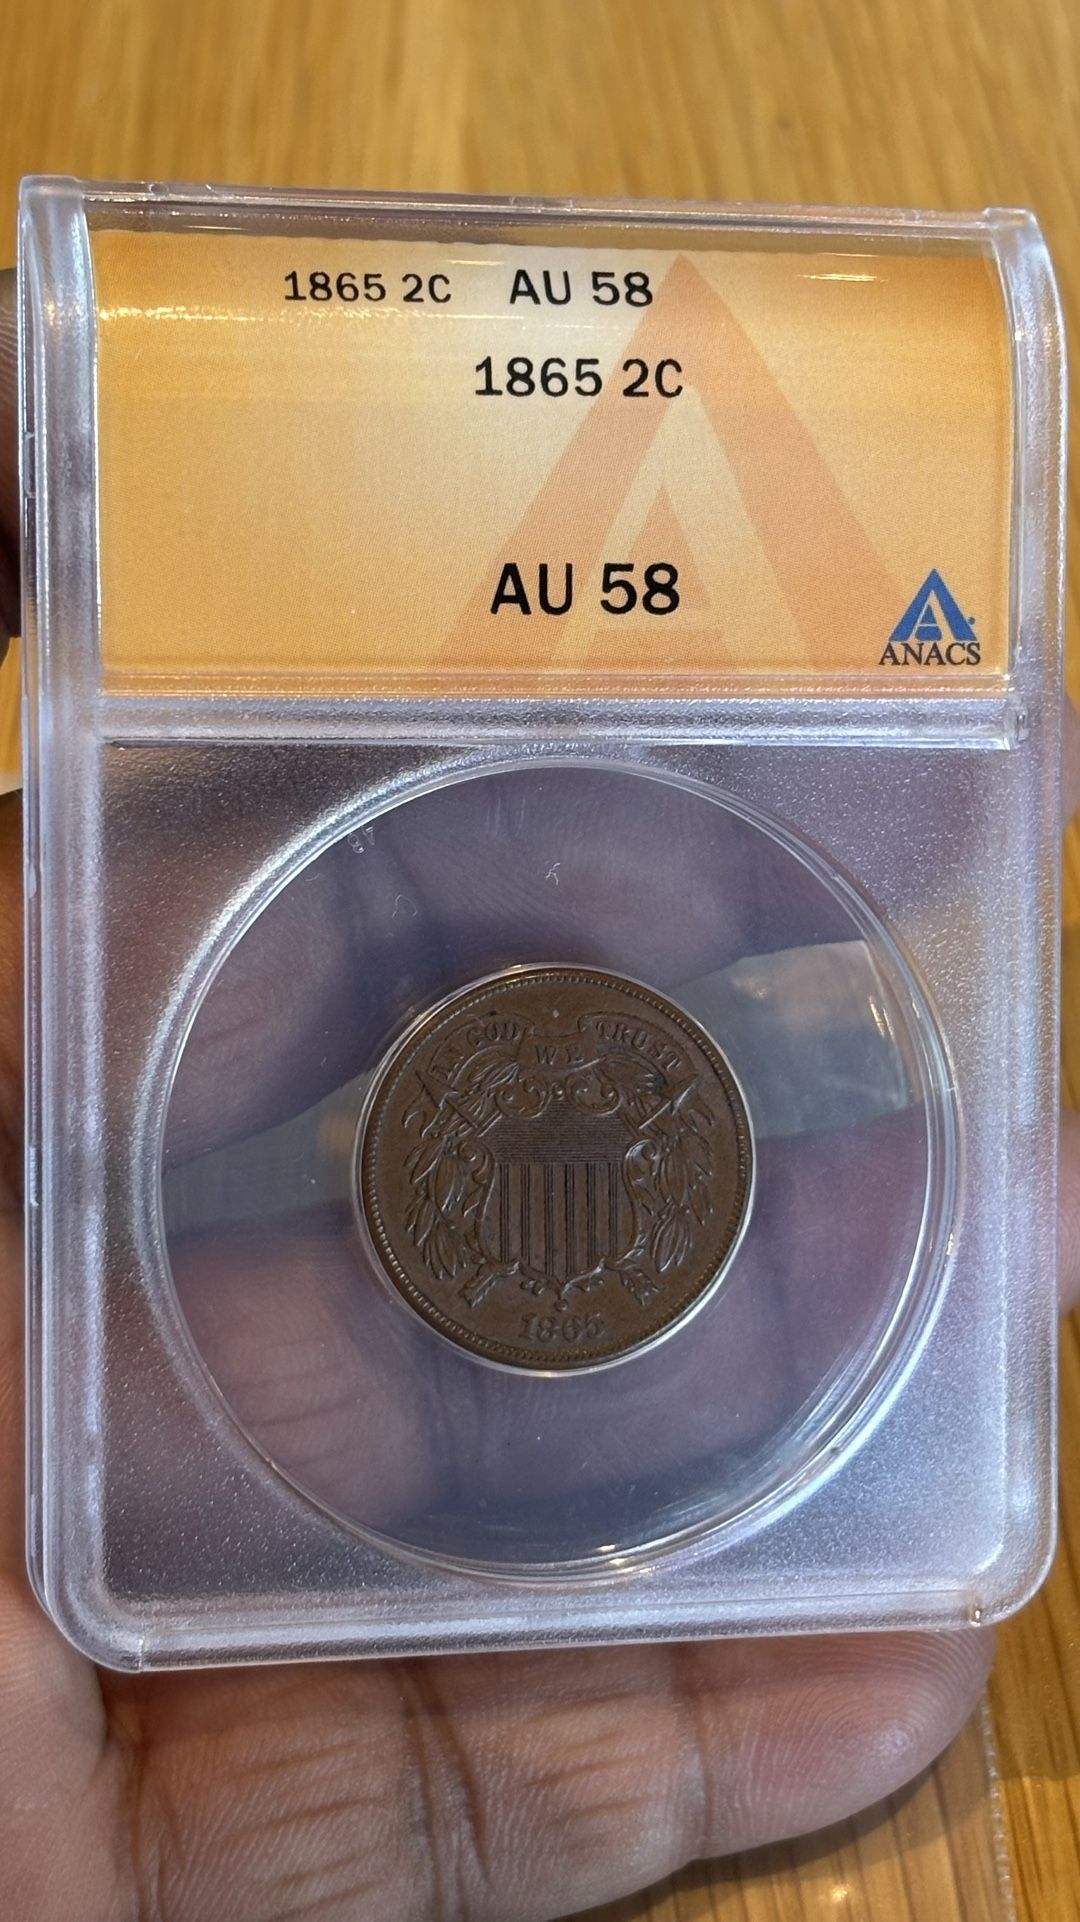 1865 2C AU 58
1865 2C
AU 58
ANACS
IN GOD WE TRUST
1865